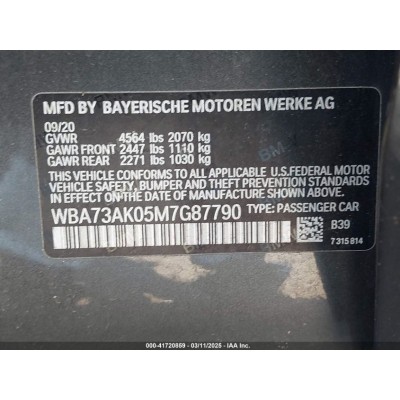 MFD BY BAYERISCHE MOTOREN WERKE AG
09/20
GVWR 4564 lbs 2070 kg
GAWR FRONT 2447 lbs 1110 kg
GAWR REAR 2271 lbs 1030 kg
THIS VEHICLE CONFORMS TO ALL APPLICABLE
U.S. FEDERAL MOTOR VEHICLE SAFETY, BUMPER,
AND THEFT PREVENTION STANDARDS IN EFFECT
ON THE DATE OF MANUFACTURE SHOWN ABOVE.
WBA73AK05M7G87790 TYPE: PASSENGER CAR
B39
7 315 814
000-41720859 - 03/11/2025 - IAA Inc.